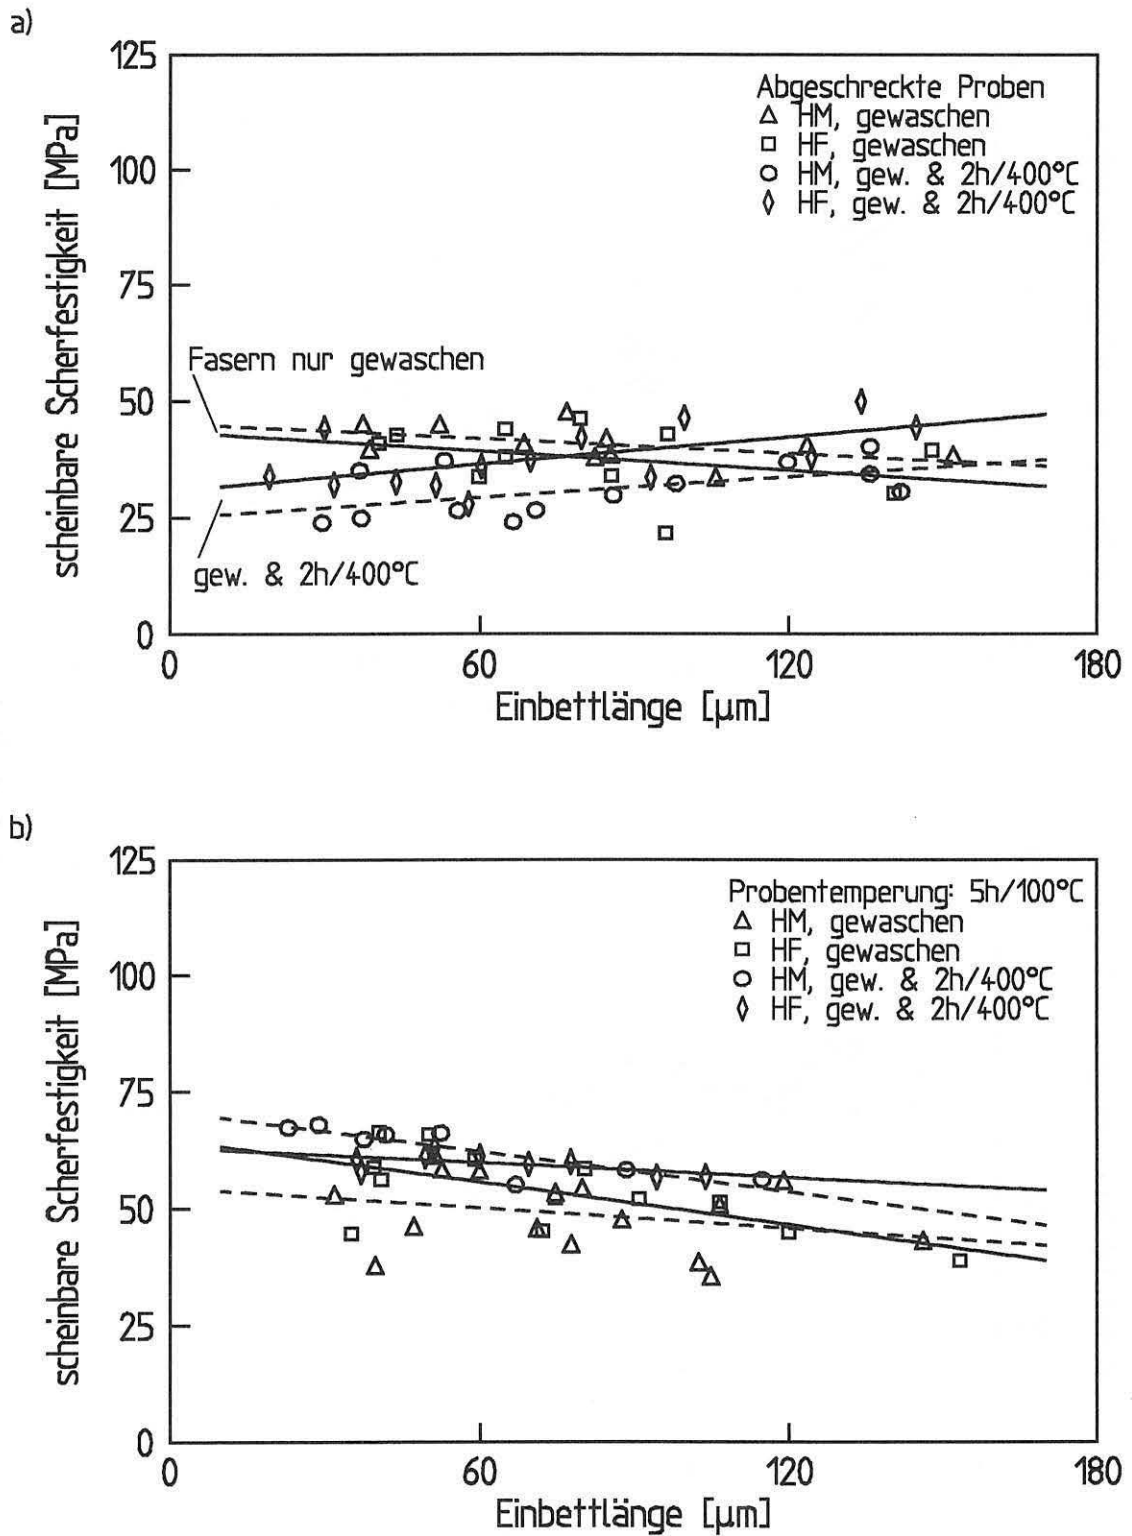 a)
125
100
75
50
25
0
scheinbare Scherfestigkeit [MPa]
Abgeschreckte Proben
HM, gewaschen
HF, gewaschen
HM, gew. & 2h/400°C
HF, gew. & 2h/400°C
Fasern nur gewaschen
gew. & 2h/400°C
0 60 120 180
Einbettlänge [µm]
b)
125
100
75
50
25
0
scheinbare Scherfestigkeit [MPa]
Probentemperung: 5h/100°C
HM, gewaschen
HF, gewaschen
HM, gew. & 2h/400°C
HF, gew. & 2h/400°C
0 60 120 180
Einbettlänge [µm]